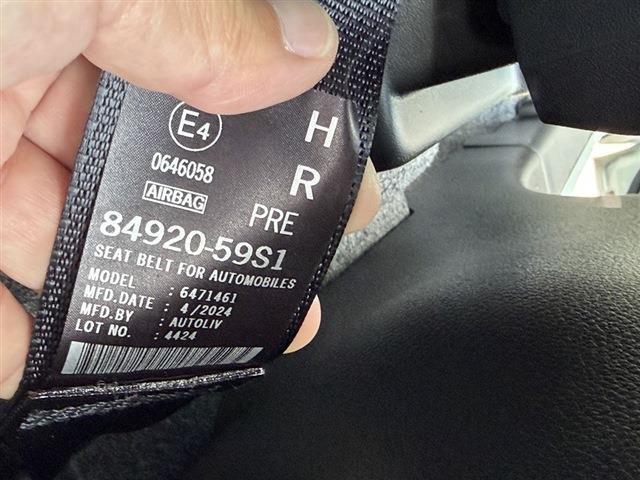 E4
H
0646058
R
AIRBAG
PRE
84920-59S1
SEAT BELT FOR AUTOMOBILES
MODEL : 6471461
MFD.DATE : 4/2024
MFD.BY : AUTOLIV
LOT NO. : 4424